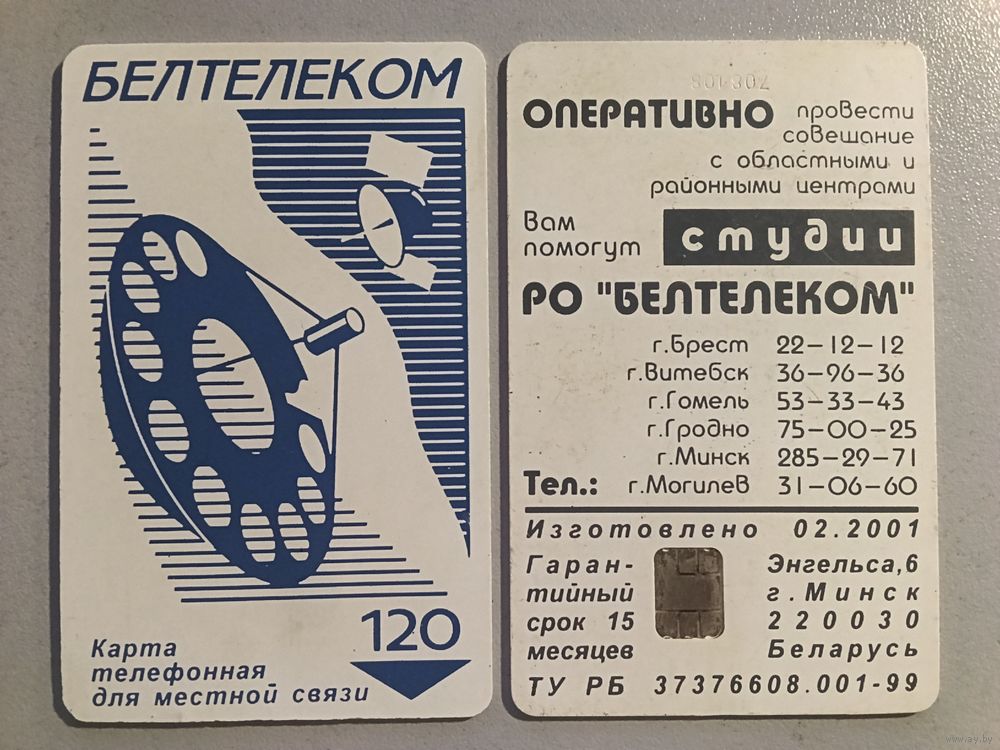 БЕЛТЕЛЕКОМ
120
Карта
телефонная
для местной связи
ОПЕРАТИВНО провести
совещание
с областными и
районными центрами
Вам
помогут студии
РО "БЕЛТЕЛЕКОМ"
г.Брест 22-12-12
г.Витебск 36-96-36
г.Гомель 53-33-43
г.Гродно 75-00-25
г.Минск 285-29-71
Тел.: г.Могилев 31-06-60
Изготовлено 02.2001
Гаран-
тийный
срок 15
месяцев
Энгельса,6
г.Минск
220030
Беларусь
ТУ РБ 37376608.001-99
www.ay.by